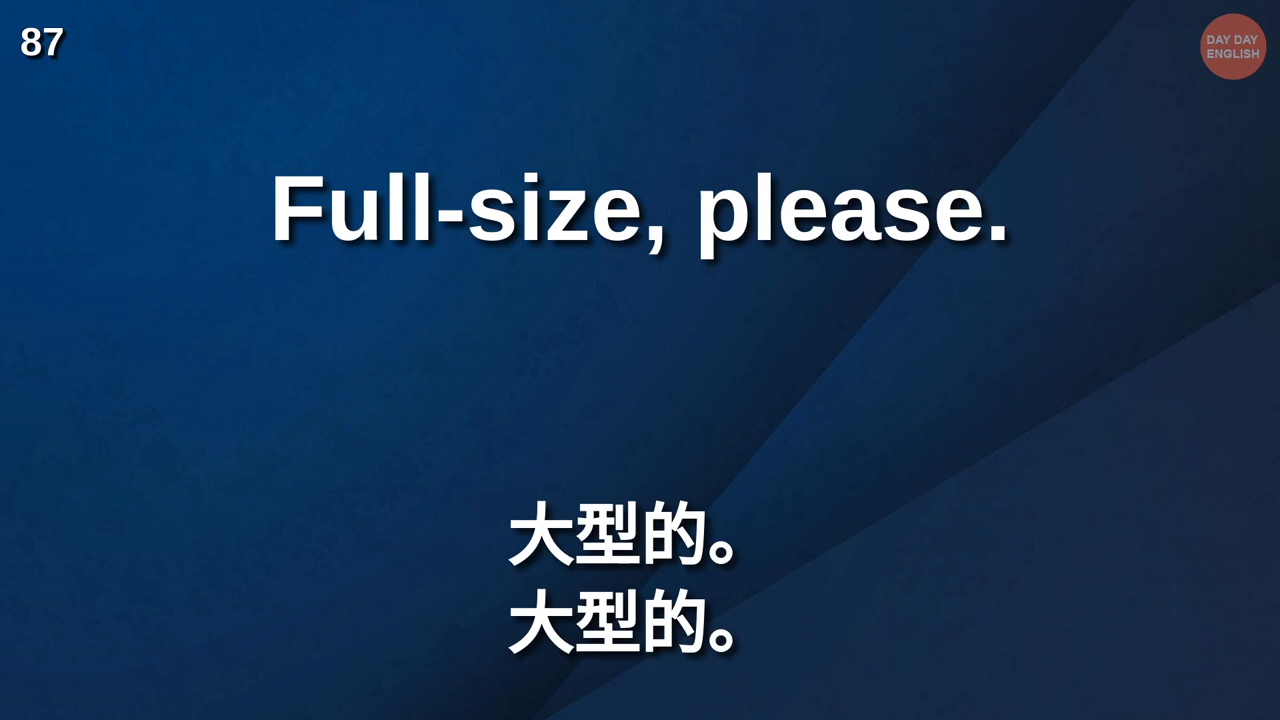 87
DAY DAY
ENGLISH
Full-size, please.
大型的。
大型的。